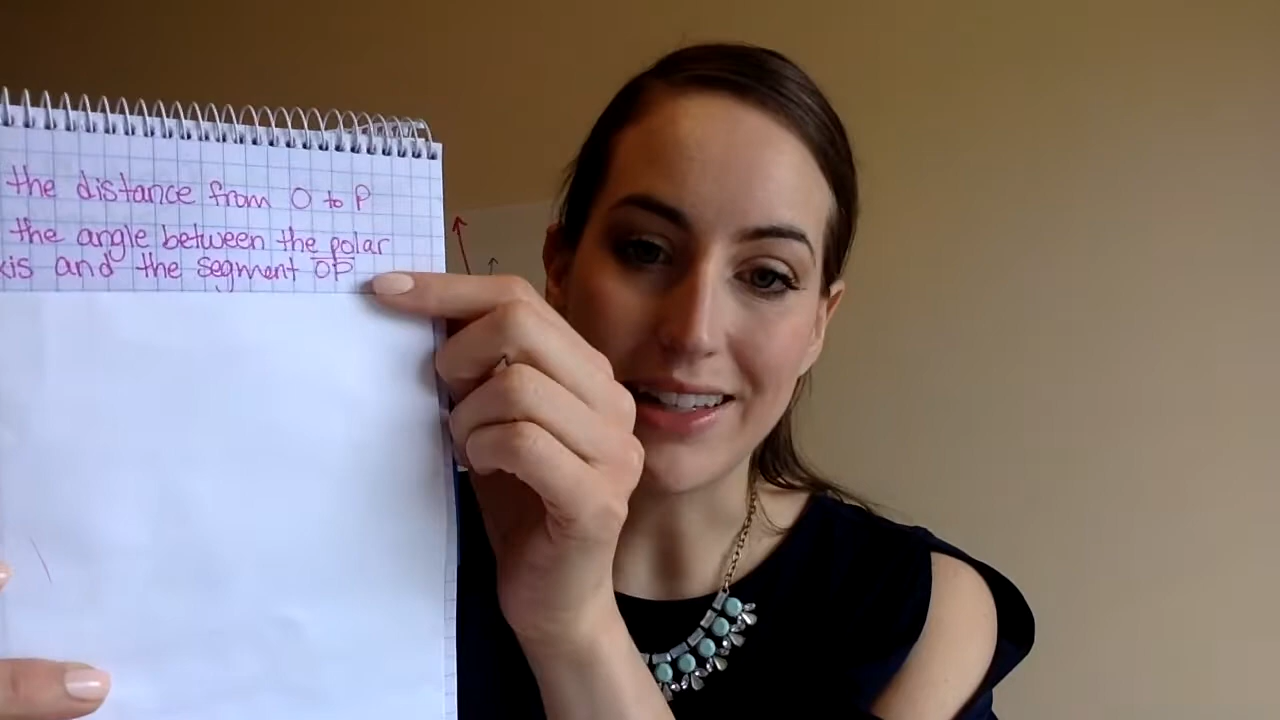 the distance from O to P
the angle between the polar
xis and the segment OP